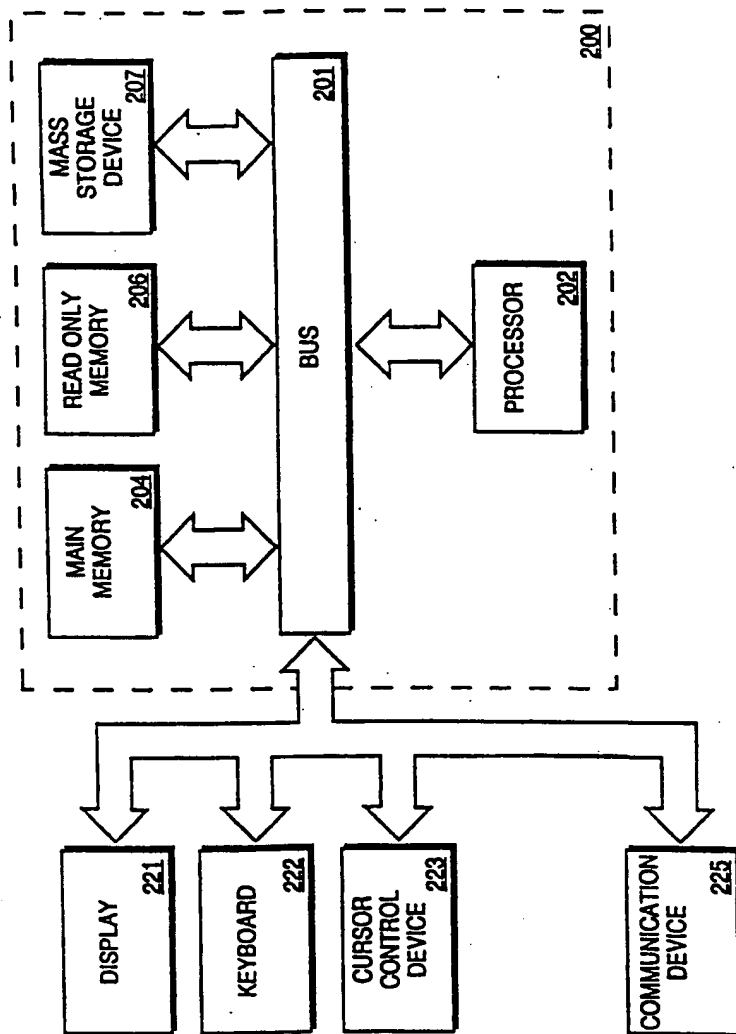 MAIN
MEMORY
204
READ ONLY
MEMORY
206
MASS
STORAGE
DEVICE
207
BUS
201
PROCESSOR
202
200
DISPLAY
221
KEYBOARD
222
CURSOR
CONTROL
DEVICE
223
COMMUNICATION
DEVICE
225